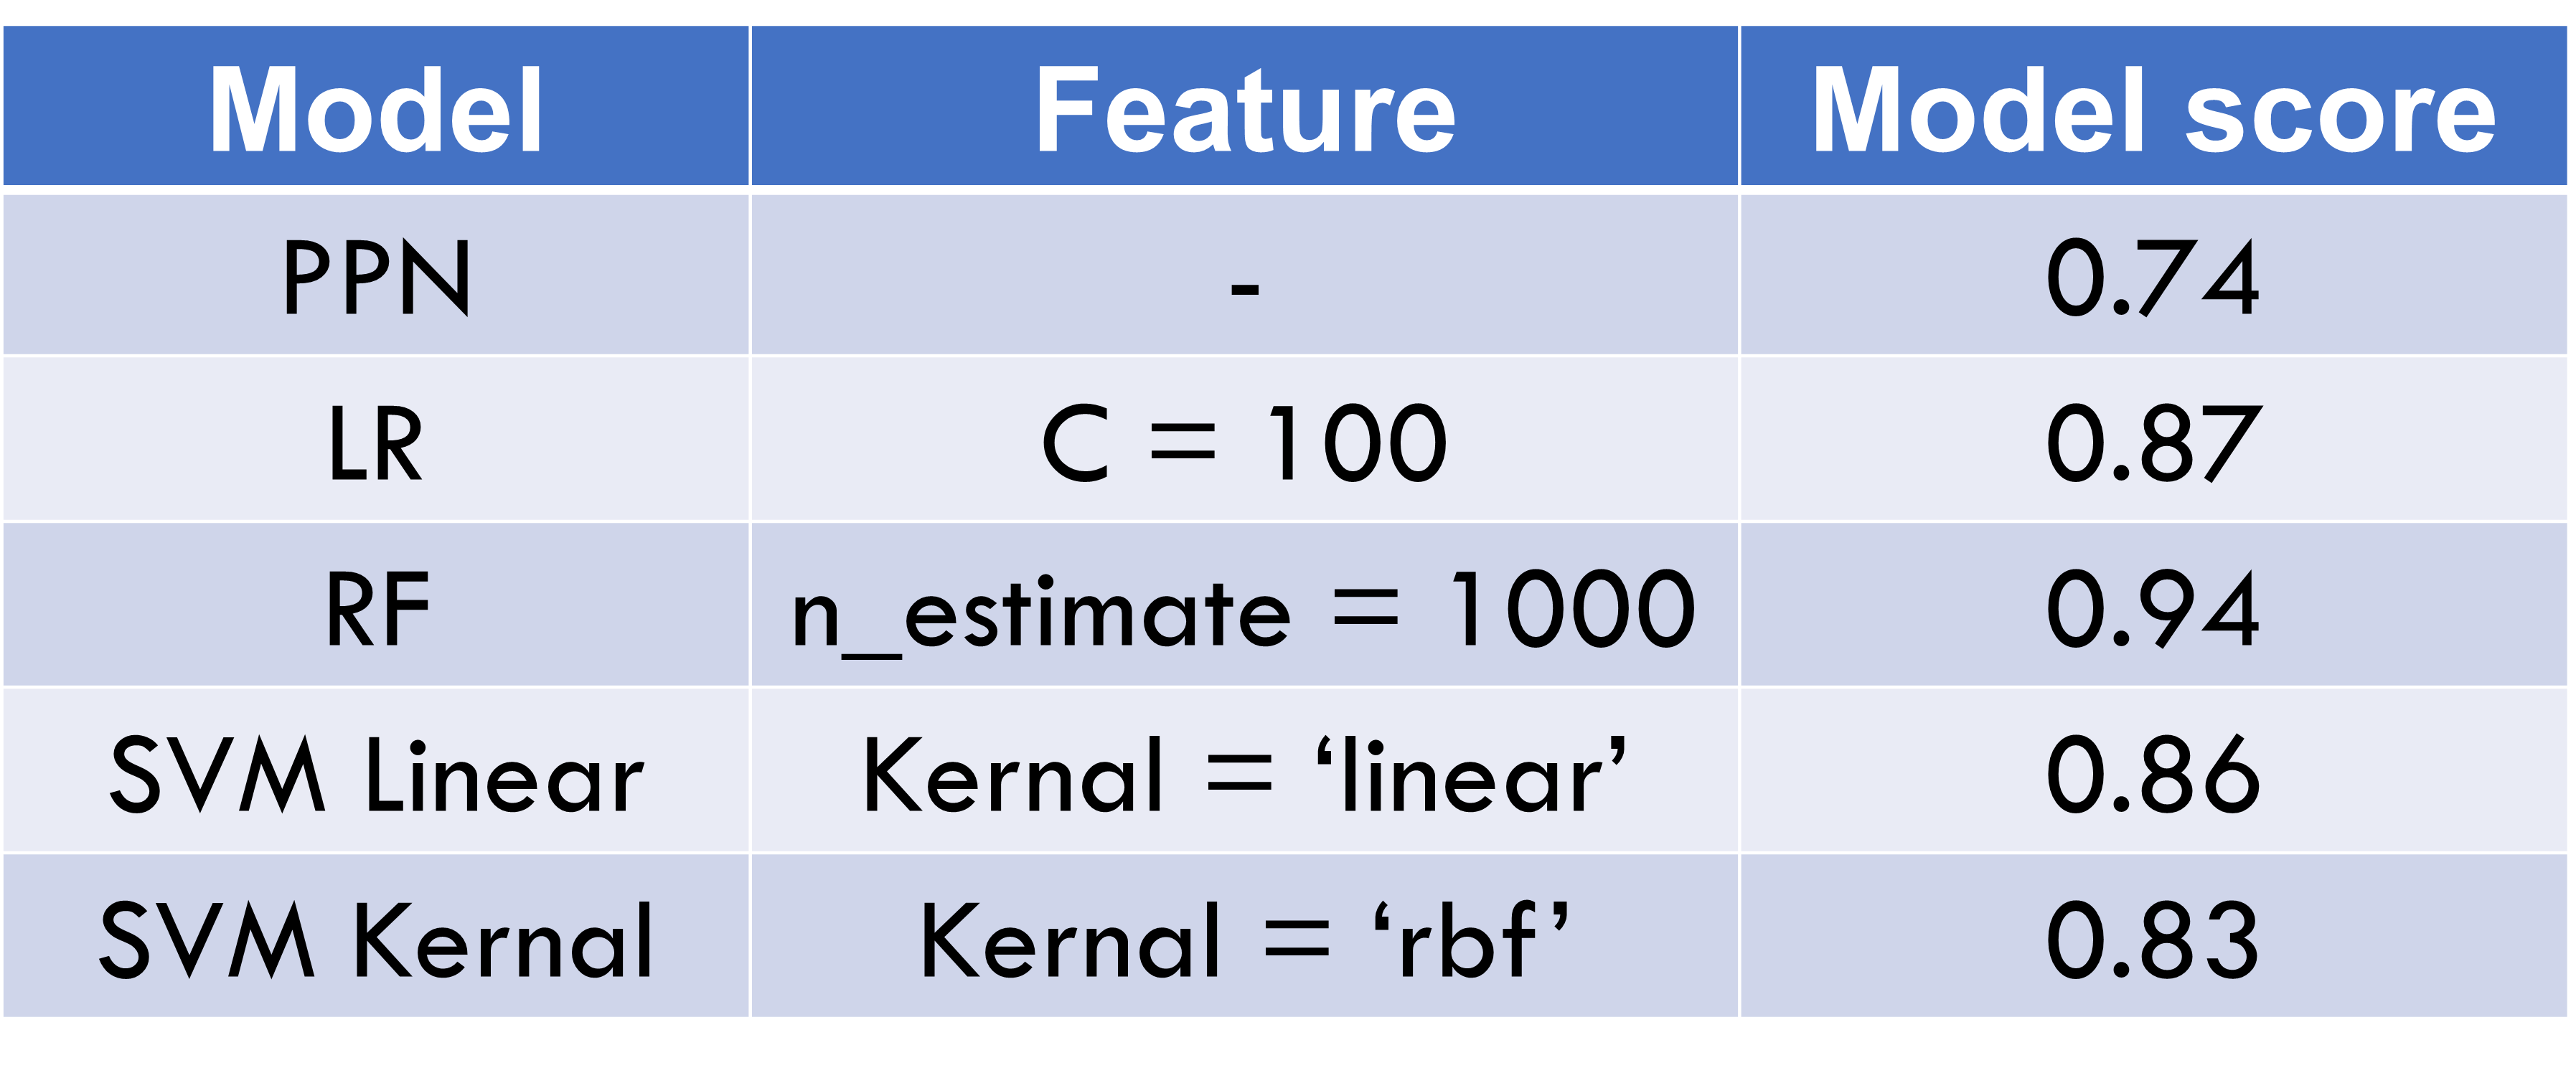 Model Feature Model score
PPN - 0.74
LR C = 100 0.87
RF n_estimate = 1000 0.94
SVM Linear Kernal = ‘linear’ 0.86
SVM Kernal Kernal = ‘rbf’ 0.83